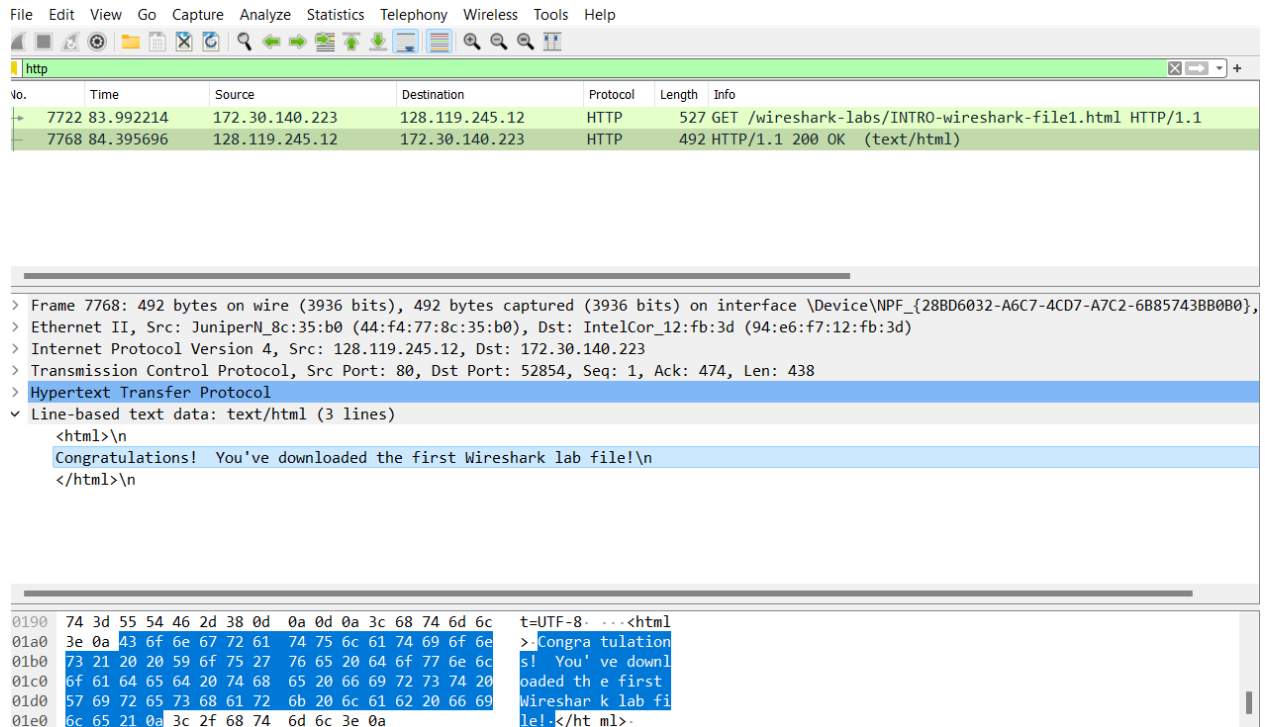 File Edit View Go Capture Analyze Statistics Telephony Wireless Tools Help
http
No. Time Source Destination Protocol Length Info
7722 83.992214 172.30.140.223 128.119.245.12 HTTP 527 GET /wireshark-labs/INTRO-wireshark-file1.html HTTP/1.1
7768 84.395696 128.119.245.12 172.30.140.223 HTTP 492 HTTP/1.1 200 OK (text/html)
> Frame 7768: 492 bytes on wire (3936 bits), 492 bytes captured (3936 bits) on interface \Device\NPF_{28BD6032-A6C7-4CD7-A7C2-6B85743BB0B0},
> Ethernet II, Src: JuniperN_8c:35:b0 (44:f4:77:8c:35:b0), Dst: IntelCor_12:fb:3d (94:e6:f7:12:fb:3d)
> Internet Protocol Version 4, Src: 128.119.245.12, Dst: 172.30.140.223
> Transmission Control Protocol, Src Port: 80, Dst Port: 52854, Seq: 1, Ack: 474, Len: 438
> Hypertext Transfer Protocol
Line-based text data: text/html (3 lines)
<html>\n
Congratulations!  You've downloaded the first Wireshark lab file!\n
</html>\n
0190 74 3d 55 54 46 2d 38 0d 0a 0d 0a 3c 68 74 6d 6c t=UTF-8· ···<html
01a0 3e 0a 43 6f 6e 67 72 61 74 75 6c 61 74 69 6f 6e >·Congra tulation
01b0 73 21 20 20 59 6f 75 27 76 65 20 64 6f 77 6e 6c s!  You' ve downl
01c0 6f 61 64 65 64 20 74 68 65 20 66 69 72 73 74 20 oaded th e first
01d0 57 69 72 65 73 68 61 72 6b 20 6c 61 62 20 66 69 Wireshar k lab fi
01e0 6c 65 21 0a 3c 2f 68 74 6d 6c 3e 0a le!·</ht ml>·